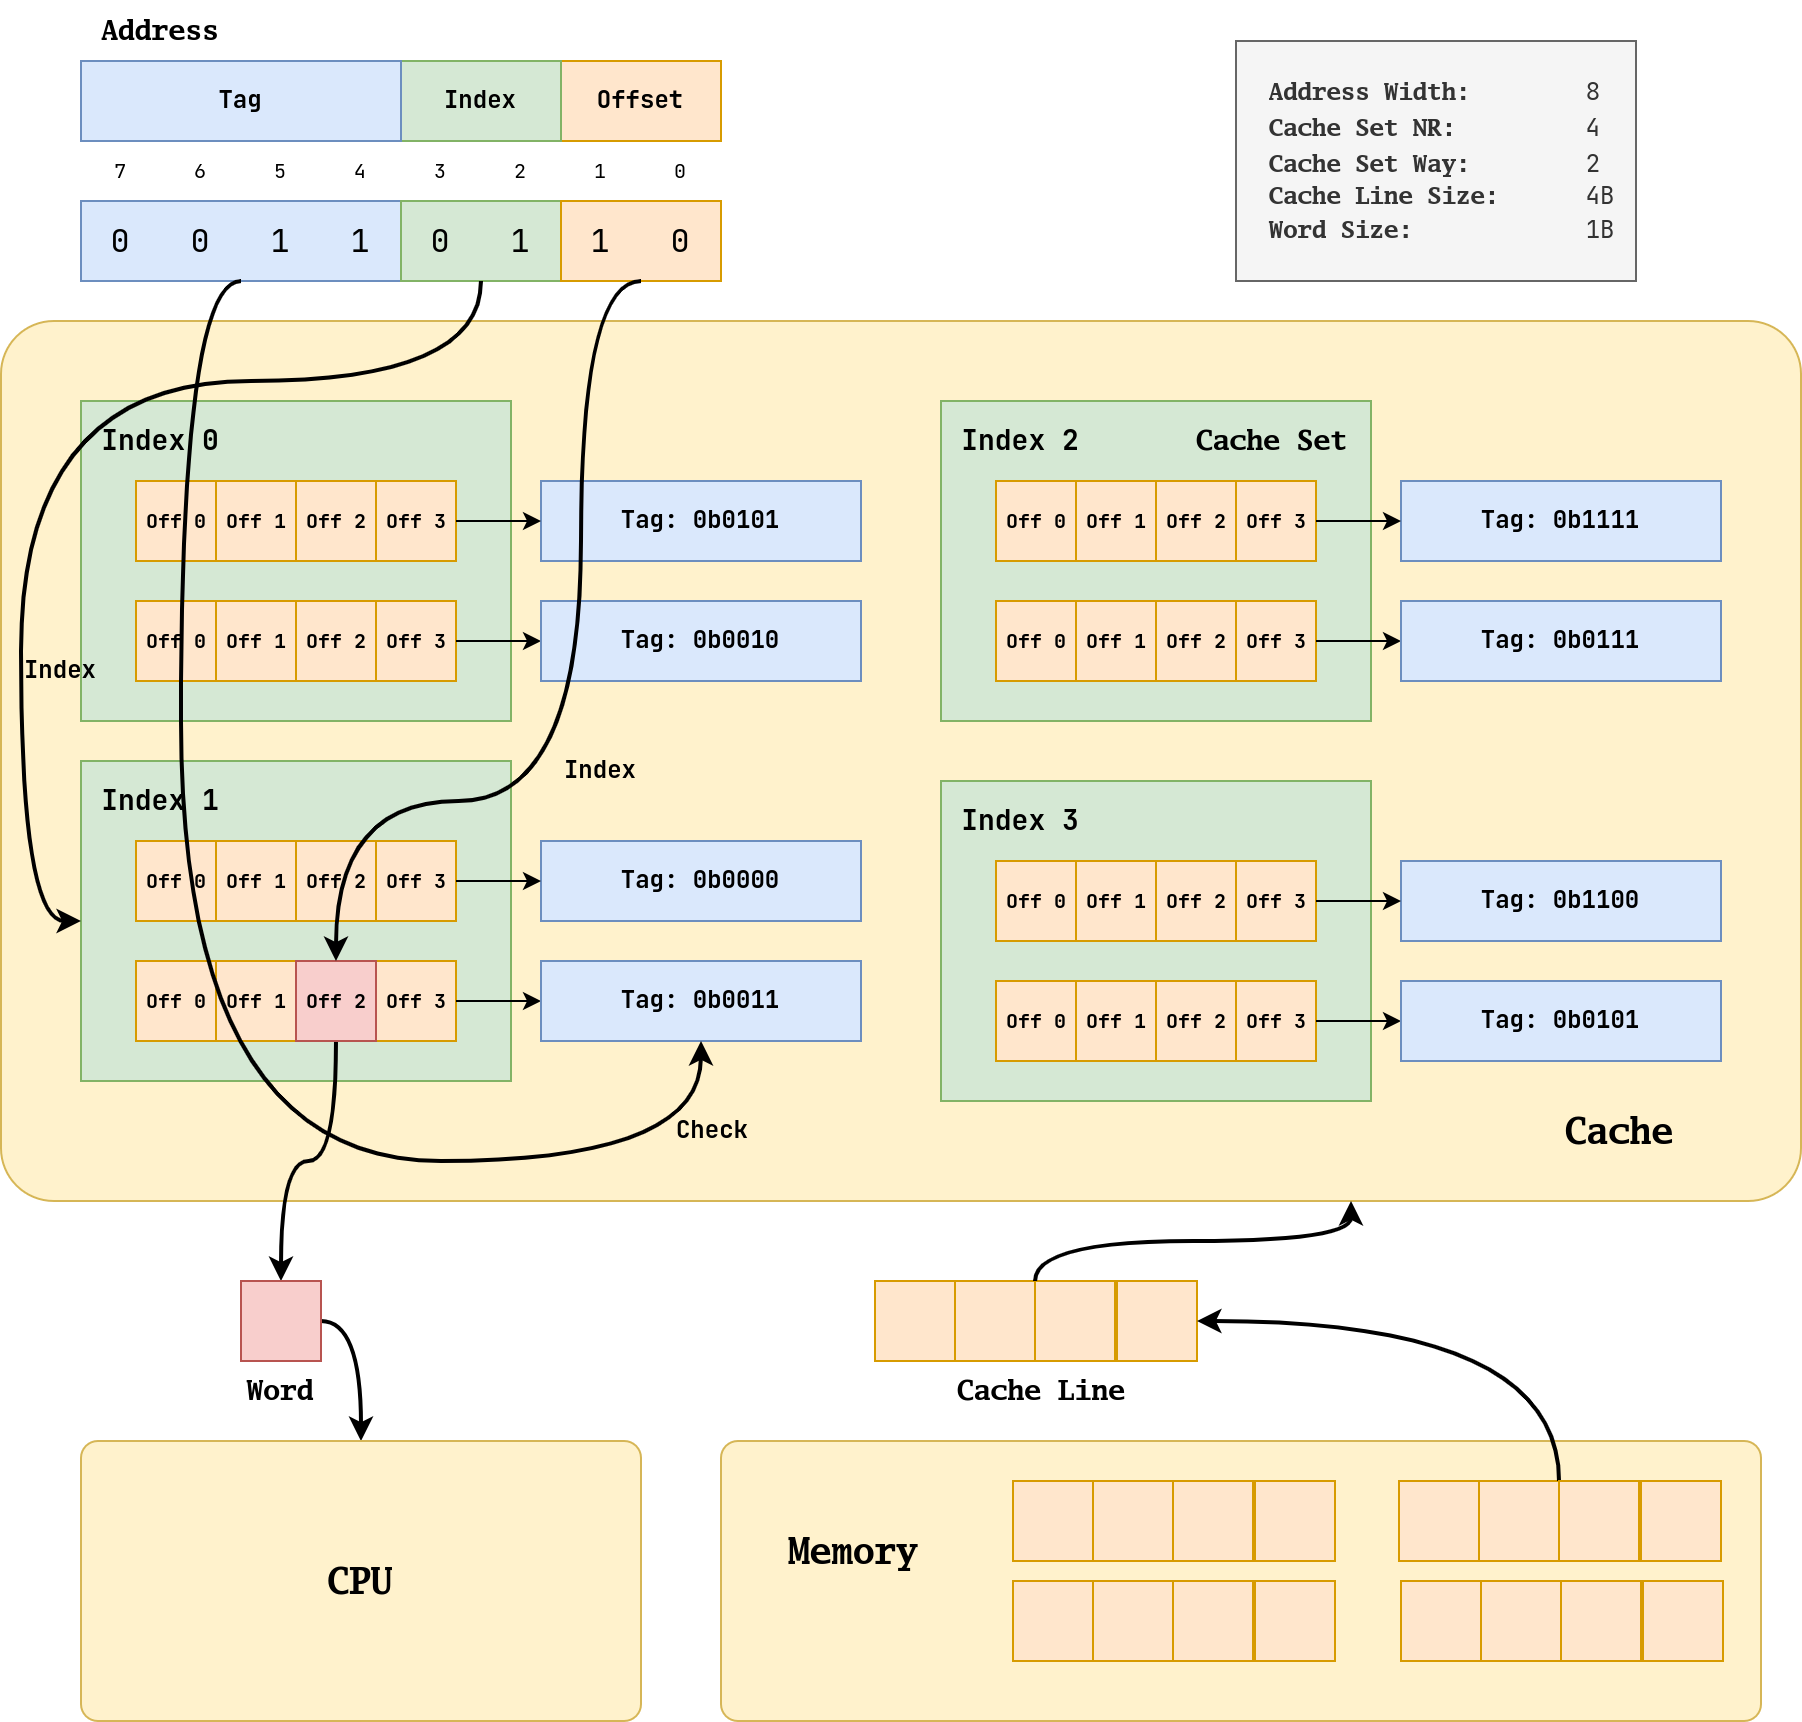 Address
Tag Index Offset
7 6 5 4 3 2 1 0
0 0 1 1 0 1 1 0
Address Width: 8
Cache Set NR: 4
Cache Set Way: 2
Cache Line Size: 4B
Word Size: 1B
Index 0
Off 0 Off 1 Off 2 Off 3 Tag: 0b0101
Off 0 Off 1 Off 2 Off 3 Tag: 0b0010
Index
Index 2 Cache Set
Off 0 Off 1 Off 2 Off 3 Tag: 0b1111
Off 0 Off 1 Off 2 Off 3 Tag: 0b0111
Index
Index 1
Off 0 Off 1 Off 2 Off 3 Tag: 0b0000
Off 0 Off 1 Off 2 Off 3 Tag: 0b0011
Check
Index 3
Off 0 Off 1 Off 2 Off 3 Tag: 0b1100
Off 0 Off 1 Off 2 Off 3 Tag: 0b0101
Cache
Word
Cache Line
CPU
Memory